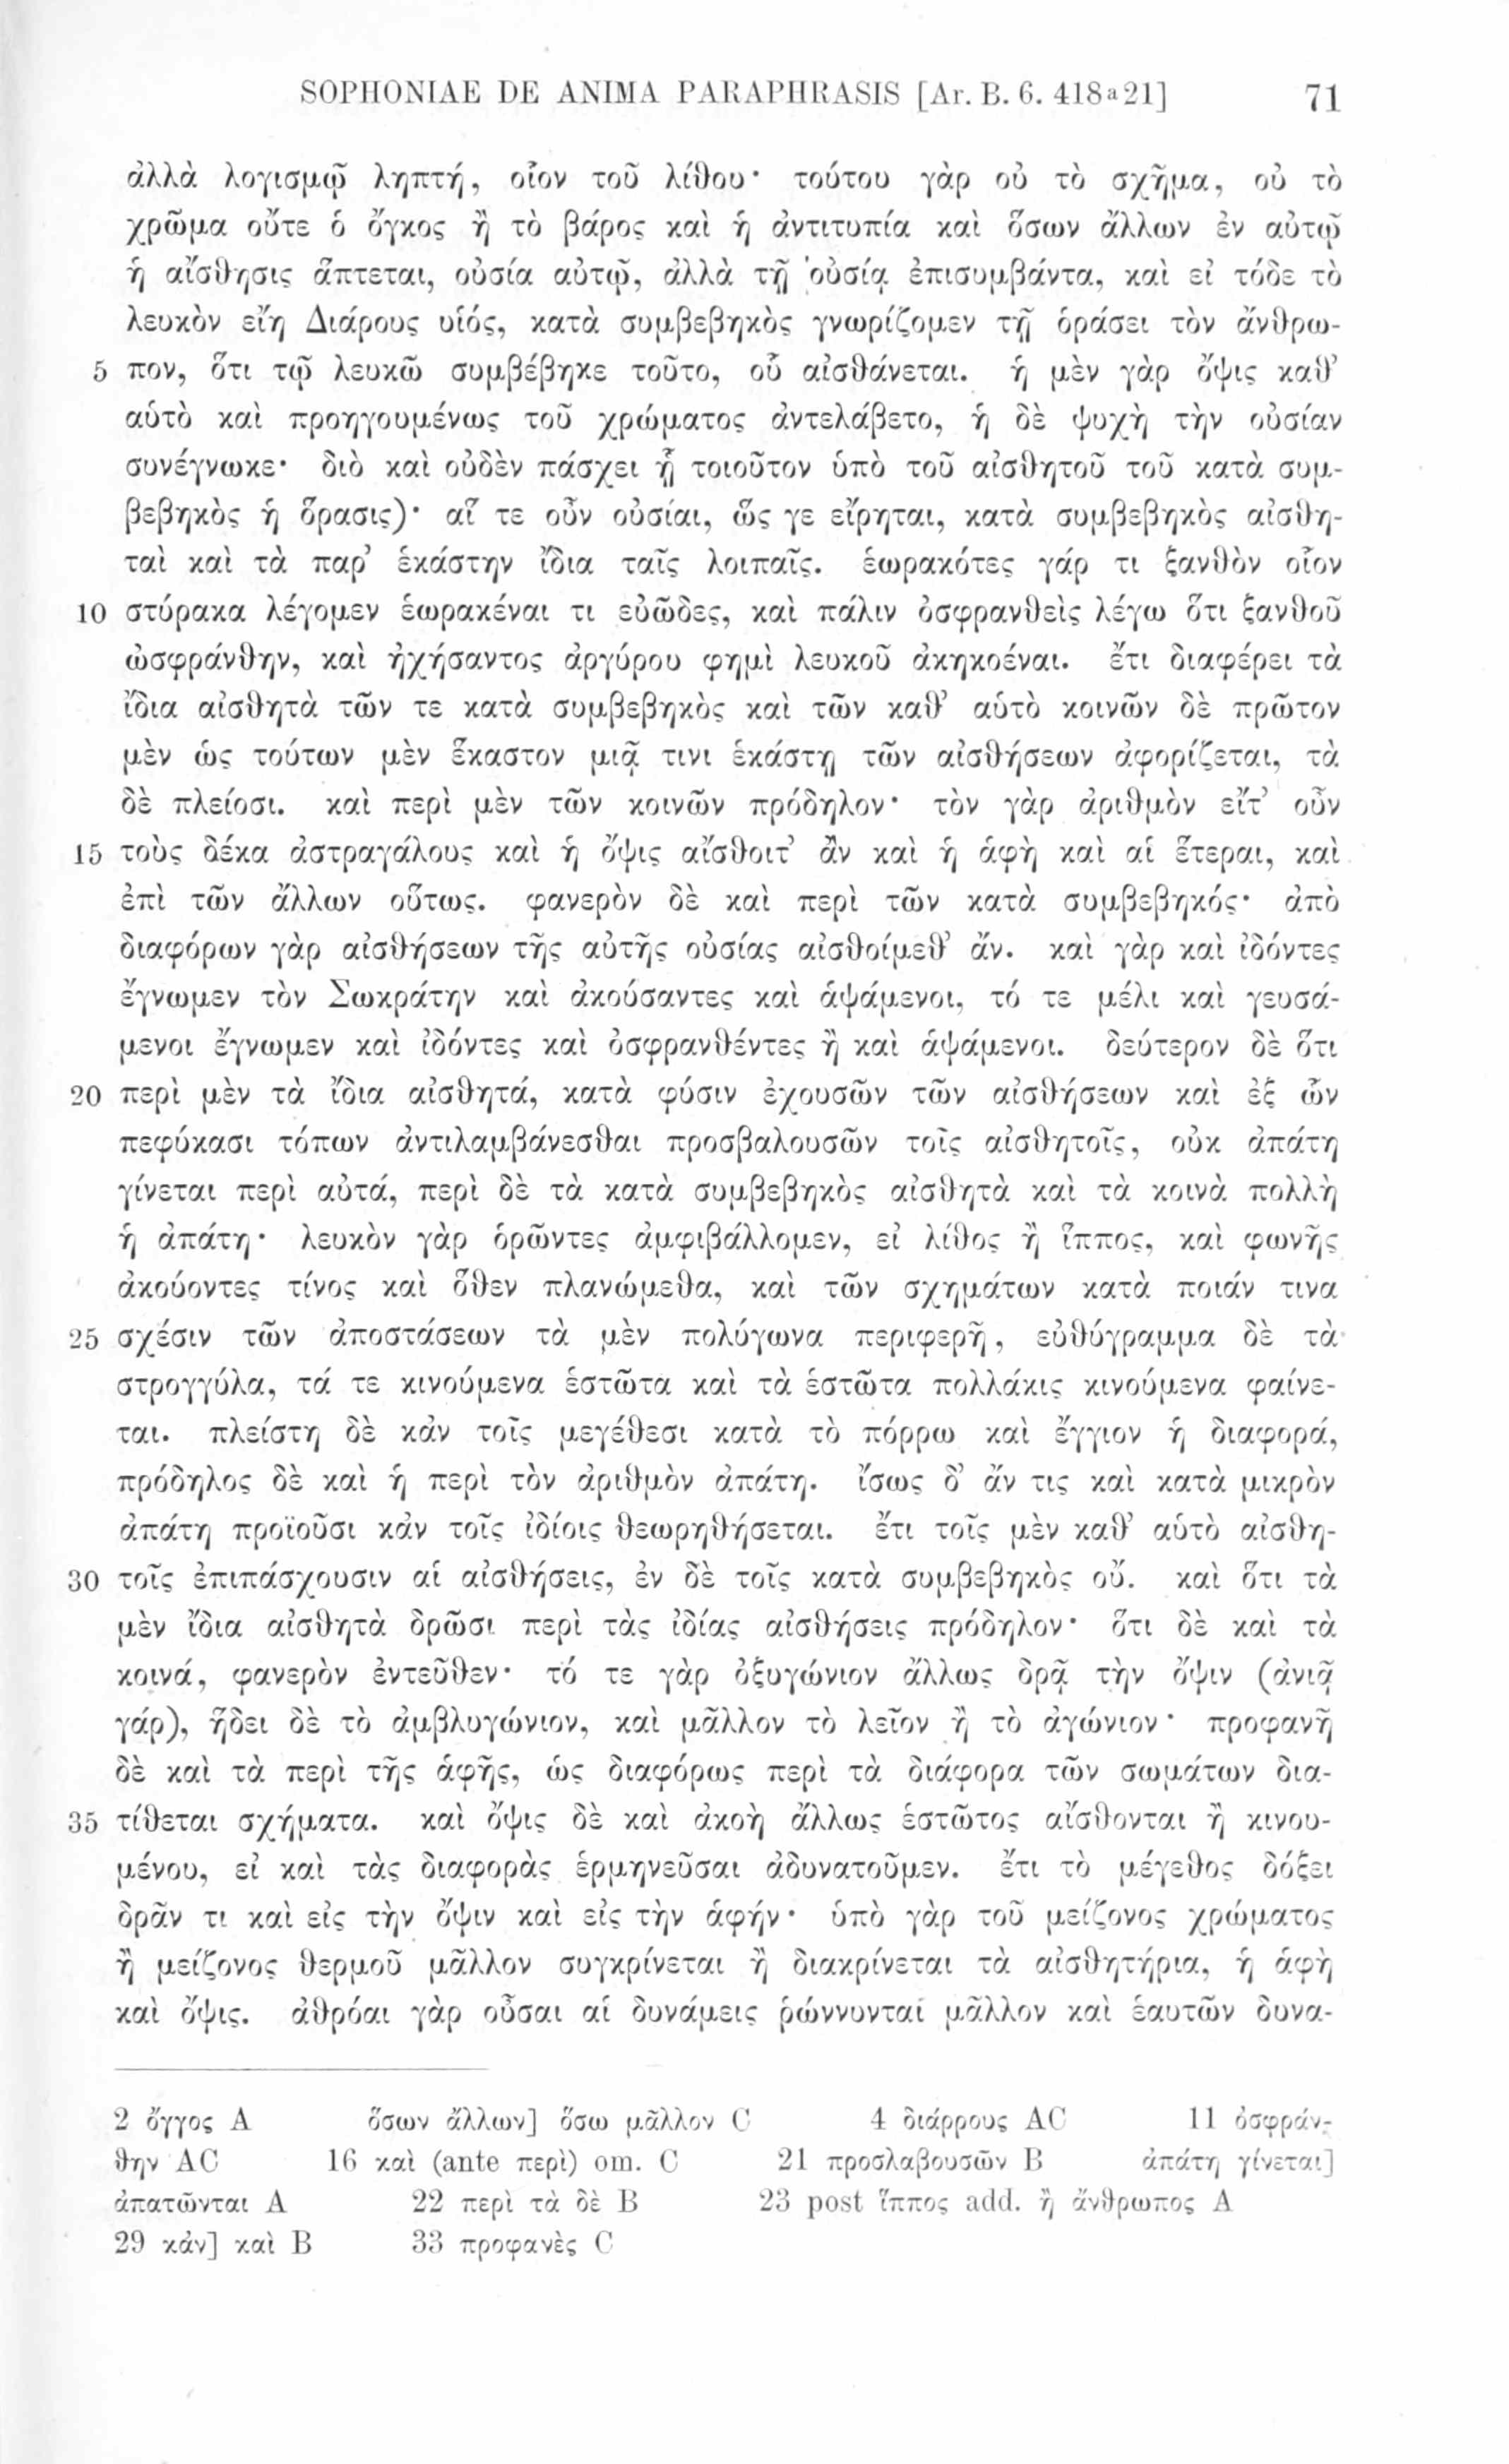 SOPHONIAE DE ANIMA PARAPHRASIS [Ar. B. 6. 418ª21] 71
ἀλλὰ λογισμῷ ληπτή, οἷον τοῦ λίθου· τούτου γὰρ οὐ τὸ σχῆμα, οὐ τὸ
χρῶμα οὔτε ὁ ὄγκος ἢ τὸ βάρος καὶ ἡ ἀντιτυπία καὶ ὅσων ἄλλων ἐν αὐτῷ
ἡ αἴσθησις ἅπτεται, οὐσία αὐτῷ, ἀλλὰ τῇ οὐσίᾳ ἐπισυμβάντα, καὶ εἰ τόδε τὸ
λευκὸν εἴη Διάρους υἱός, κατὰ συμβεβηκὸς γνωρίζομεν τῇ ὁράσει τὸν ἄνθρω-
5 πον, ὅτι τῷ λευκῶ συμβέβηκε τοῦτο, οὗ αἰσθάνεται. ἡ μὲν γὰρ ὄψις καθ’
αὑτὸ καὶ προηγουμένως τοῦ χρώματος ἀντελάβετο, ἡ δὲ ψυχὴ τὴν οὐσίαν
συνέγνωκε· διὸ καὶ οὐδὲν πάσχει ᾗ τοιοῦτον ὑπὸ τοῦ αἰσθητοῦ τοῦ κατὰ συμ-
βεβηκὸς ἡ ὅρασις)· αἵ τε οὖν οὐσίαι, ὥς γε εἴρηται, κατὰ συμβεβηκὸς αἰσθη-
ταὶ καὶ τὰ παρ’ ἑκάστην ἴδια ταῖς λοιπαῖς. ἑωρακότες γάρ τι ξανθὸν οἷον
10 στύρακα λέγομεν ἑωρακέναι τι εὐῶδες, καὶ πάλιν ὀσφρανθεὶς λέγω ὅτι ξανθοῦ
ὠσφράνθην, καὶ ἠχήσαντος ἀργύρου φημὶ λευκοῦ ἀκηκοέναι. ἔτι διαφέρει τὰ
ἴδια αἰσθητὰ τῶν τε κατὰ συμβεβηκὸς καὶ τῶν καθ’ αὑτὸ κοινῶν δὲ πρῶτον
μὲν ὡς τούτων μὲν ἕκαστον μιᾷ τινι ἑκάστῃ τῶν αἰσθήσεων ἀφορίζεται, τὰ
δὲ πλείοσι. καὶ περὶ μὲν τῶν κοινῶν πρόδηλον· τὸν γὰρ ἀριθμὸν εἴτ’ οὖν
15 τοὺς δέκα ἀστραγάλους καὶ ἡ ὄψις αἴσθοιτ’ ἂν καὶ ἡ ἁφὴ καὶ αἱ ἕτεραι, καὶ
ἐπὶ τῶν ἄλλων οὕτως. φανερὸν δὲ καὶ περὶ τῶν κατὰ συμβεβηκός· ἀπὸ
διαφόρων γὰρ αἰσθήσεων τῆς αὐτῆς οὐσίας αἰσθοίμεθ’ ἄν. καὶ γὰρ καὶ ἰδόντες
ἔγνωμεν τὸν Σωκράτην καὶ ἀκούσαντες καὶ ἁψάμενοι, τό τε μέλι καὶ γευσά-
μενοι ἔγνωμεν καὶ ἰδόντες καὶ ὀσφρανθέντες ἢ καὶ ἁψάμενοι. δεύτερον δὲ ὅτι
20 περὶ μὲν τὰ ἴδια αἰσθητά, κατὰ φύσιν ἐχουσῶν τῶν αἰσθήσεων καὶ ἐξ ὧν
πεφύκασι τόπων ἀντιλαμβάνεσθαι προσβαλουσῶν τοῖς αἰσθητοῖς, οὐκ ἀπάτη
γίνεται περὶ αὐτά, περὶ δὲ τὰ κατὰ συμβεβηκὸς αἰσθητὰ καὶ τὰ κοινὰ πολλὴ
ἡ ἀπάτη· λευκὸν γὰρ ὁρῶντες ἀμφιβάλλομεν, εἰ λίθος ἢ ἵππος, καὶ φωνῆς
ἀκούοντες τίνος καὶ ὅθεν πλανώμεθα, καὶ τῶν σχημάτων κατὰ ποιάν τινα
25 σχέσιν τῶν ἀποστάσεων τὰ μὲν πολύγωνα περιφερῆ, εὐθύγραμμα δὲ τὰ
στρογγύλα, τά τε κινούμενα ἑστῶτα καὶ τὰ ἑστῶτα πολλάκις κινούμενα φαίνε-
ται. πλείστη δὲ κἀν τοῖς μεγέθεσι κατὰ τὸ πόρρω καὶ ἔγγιον ἡ διαφορά,
πρόδηλος δὲ καὶ ἡ περὶ τὸν ἀριθμὸν ἀπάτη. ἴσως δ’ ἄν τις καὶ κατὰ μικρὸν
ἀπάτη προϊοῦσι κἀν τοῖς ἰδίοις θεωρηθήσεται. ἔτι τοῖς μὲν καθ’ αὑτὸ αἰσθη-
30 τοῖς ἐπιπάσχουσιν αἱ αἰσθήσεις, ἐν δὲ τοῖς κατὰ συμβεβηκὸς οὔ. καὶ ὅτι τὰ
μὲν ἴδια αἰσθητὰ δρῶσι περὶ τὰς ἰδίας αἰσθήσεις πρόδηλον· ὅτι δὲ καὶ τὰ
κοινά, φανερὸν ἐντεῦθεν· τό τε γὰρ ὀξυγώνιον ἄλλως δρᾷ τὴν ὄψιν (ἀνιᾷ
γάρ), ἥδει δὲ τὸ ἀμβλυγώνιον, καὶ μᾶλλον τὸ λεῖον ἢ τὸ ἀγώνιον· προφανῆ
δὲ καὶ τὰ περὶ τῆς ἁφῆς, ὡς διαφόρως περὶ τὰ διάφορα τῶν σωμάτων δια-
35 τίθεται σχήματα. καὶ ὄψις δὲ καὶ ἀκοὴ ἄλλως ἑστῶτος αἴσθονται ἢ κινου-
μένου, εἰ καὶ τὰς διαφορὰς ἑρμηνεῦσαι ἀδυνατοῦμεν. ἔτι τὸ μέγεθος δόξει
δρᾶν τι καὶ εἰς τὴν ὄψιν καὶ εἰς τὴν ἁφήν· ὑπὸ γὰρ τοῦ μείζονος χρώματος
ἢ μείζονος θερμοῦ μᾶλλον συγκρίνεται ἢ διακρίνεται τὰ αἰσθητήρια, ἡ ἁφὴ
καὶ ὄψις. ἀθρόαι γὰρ οὖσαι αἱ δυνάμεις ῥώννυνταί μᾶλλον καὶ ἑαυτῶν δυνα-
2 ὄγγος A ὅσων ἄλλων] ὅσω μᾶλλον C 4 διάρρους AC 11 ὀσφράν-
θην AC 16 καὶ (ante περὶ) om. C 21 προσλαβουσῶν B ἀπάτη γίνεται]
ἀπατῶνται A 22 περὶ τὰ δὲ B 23 post ἵππος add. ἢ ἄνθρωπος A
29 κἀν] καὶ B 33 προφανὲς C